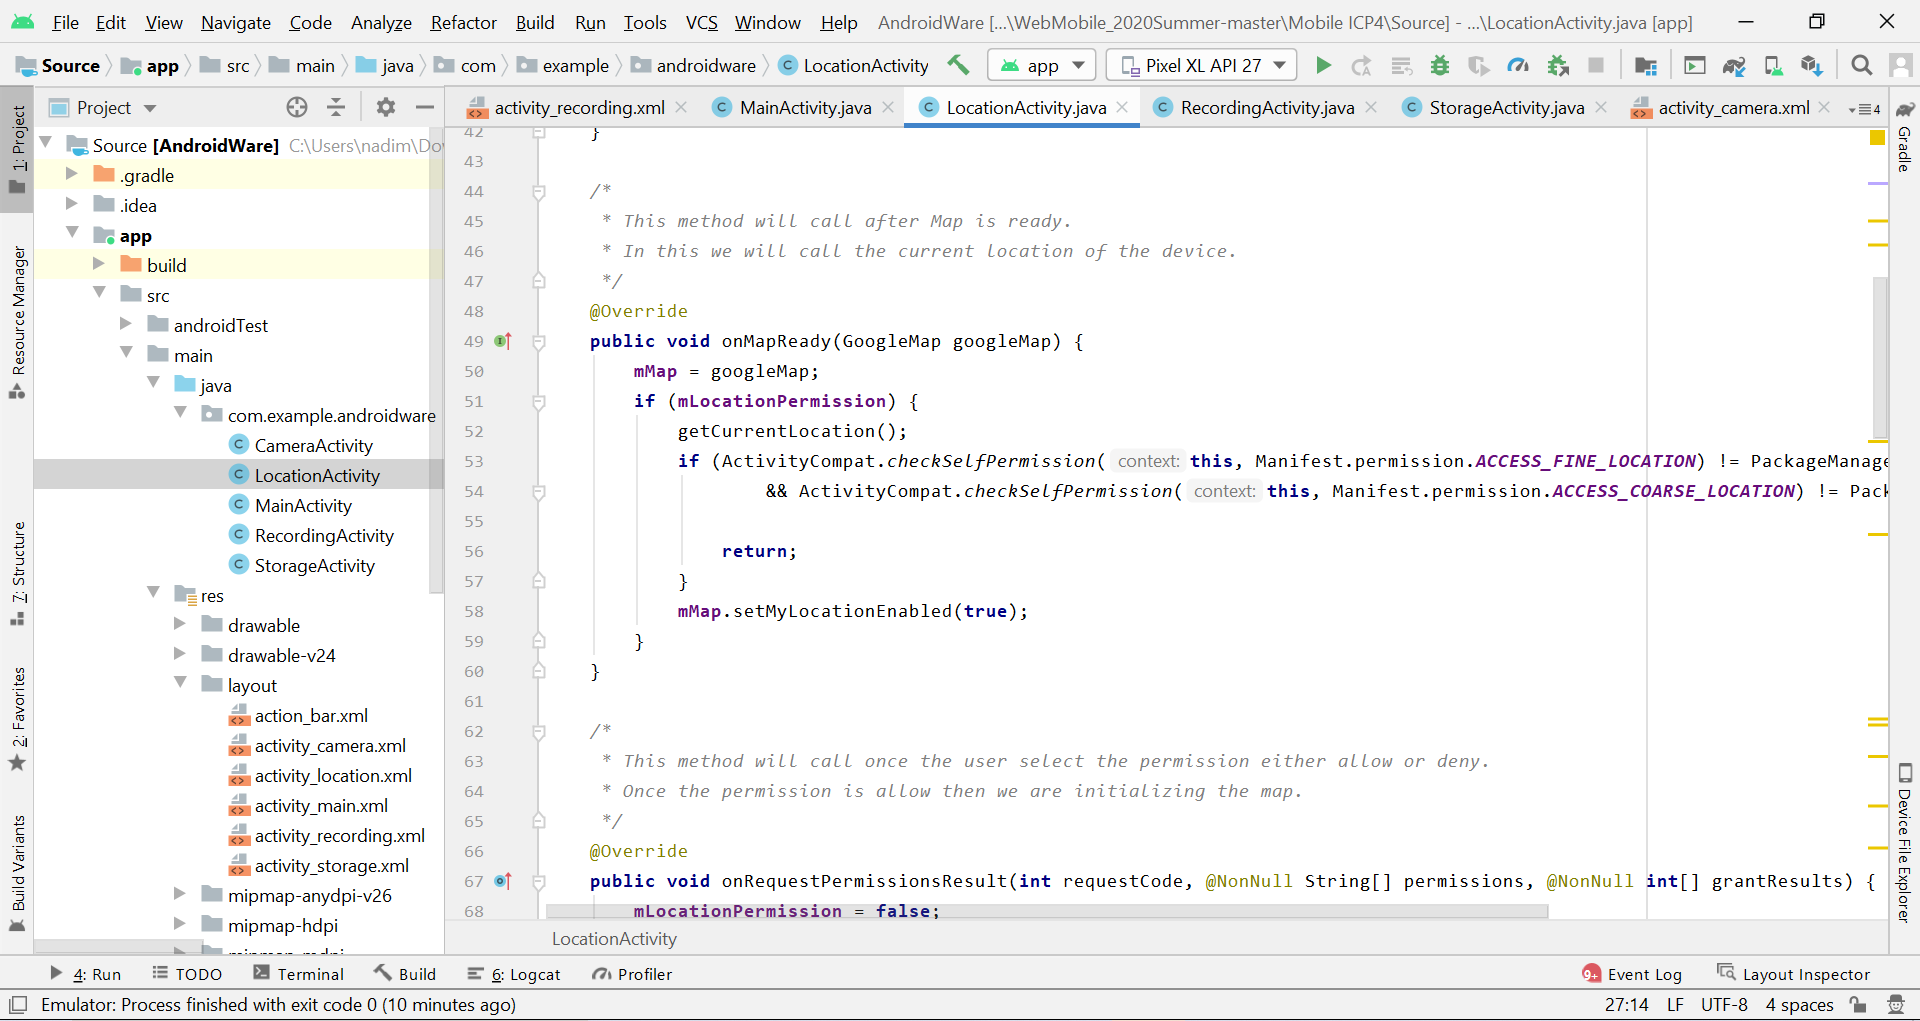 File Edit View Navigate Code Analyze Refactor Build Run Tools VCS Window Help AndroidWare [...\WebMobile_2020Summer-master\Mobile ICP4\Source] - ...\LocationActivity.java [app]
Source app src main java com example androidware LocationActivity app Pixel XL API 27
Project
activity_recording.xml MainActivity.java LocationActivity.java RecordingActivity.java StorageActivity.java activity_camera.xml 4
1: Project
Resource Manager
7: Structure
2: Favorites
Build Variants
Source [AndroidWare] C:\Users\nadim\Do
.gradle
.idea
app
build
src
androidTest
main
java
com.example.androidware
CameraActivity
LocationActivity
MainActivity
RecordingActivity
StorageActivity
res
drawable
drawable-v24
layout
action_bar.xml
activity_camera.xml
activity_location.xml
activity_main.xml
activity_recording.xml
activity_storage.xml
mipmap-anydpi-v26
mipmap-hdpi
mipmap-mdpi
42 }
43
44 /*
45 * This method will call after Map is ready.
46 * In this we will call the current location of the device.
47 */
48 @Override
49 public void onMapReady(GoogleMap googleMap) {
50 mMap = googleMap;
51 if (mLocationPermission) {
52 getCurrentLocation();
53 if (ActivityCompat.checkSelfPermission( context: this, Manifest.permission.ACCESS_FINE_LOCATION) != PackageManage
54 && ActivityCompat.checkSelfPermission( context: this, Manifest.permission.ACCESS_COARSE_LOCATION) != Pack
55
56 return;
57 }
58 mMap.setMyLocationEnabled(true);
59 }
60 }
61
62 /*
63 * This method will call once the user select the permission either allow or deny.
64 * Once the permission is allow then we are initializing the map.
65 */
66 @Override
67 public void onRequestPermissionsResult(int requestCode, @NonNull String[] permissions, @NonNull int[] grantResults) {
68 mLocationPermission = false;
LocationActivity
Gradle
Device File Explorer
4: Run TODO Terminal Build 6: Logcat Profiler 9+ Event Log Layout Inspector
Emulator: Process finished with exit code 0 (10 minutes ago) 27:14 LF UTF-8 4 spaces